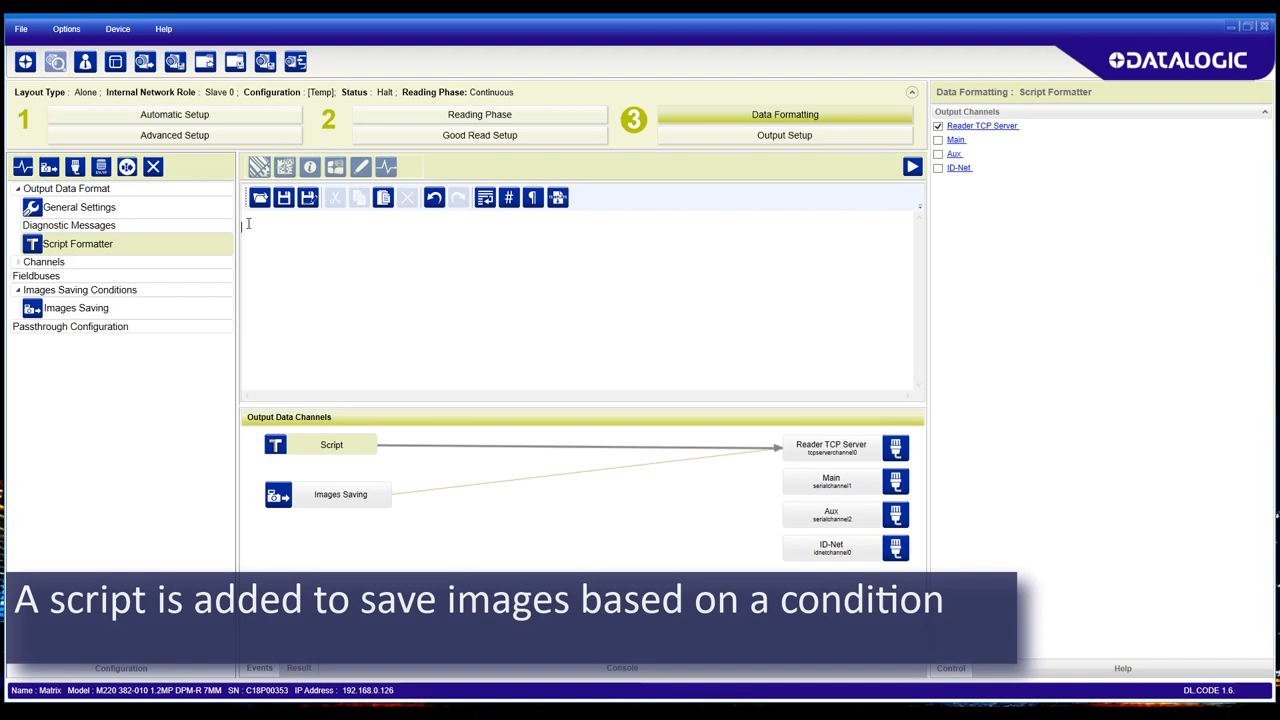 File Options Device Help
DATALOGIC
Layout Type : Alone ; Internal Network Role : Slave 0 ; Configuration : [Temp]; Status : Halt ; Reading Phase: Continuous
1 Automatic Setup
Advanced Setup
2 Reading Phase
Good Read Setup
3 Data Formatting
Output Setup
Data Formatting : Script Formatter
Output Channels
Reader TCP Server
Main
Aux
ID-Net
Output Data Format
General Settings
Diagnostic Messages
T Script Formatter
Channels
Fieldbuses
Images Saving Conditions
Images Saving
Passthrough Configuration
# ¶
Output Data Channels
T Script
Images Saving
Reader TCP Server
tcpserverchannel0
Main
serialchannel1
Aux
serialchannel2
ID-Net
idnetchannel0
A script is added to save images based on a condition
Configuration Events Result Console Control Help
Name : Matrix Model : M220 382-010 1.2MP DPM-R 7MM SN : C18P00353 IP Address : 192.168.0.126 DL.CODE 1.6.